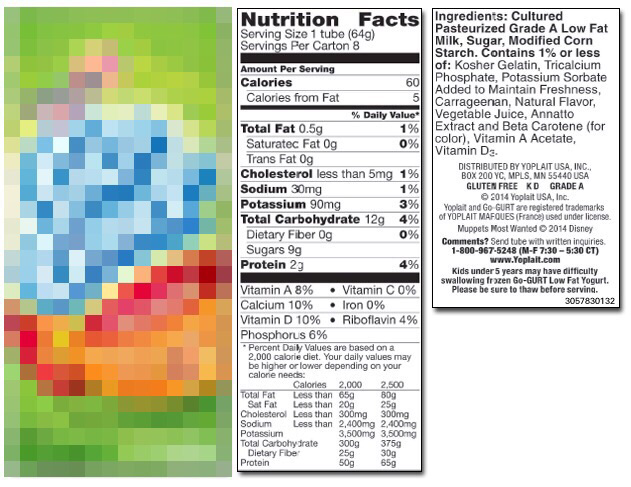 Nutrition Facts
Serving Size 1 tube (64g)
Servings Per Carton 8
Amount Per Serving
Calories 60
Calories from Fat 5
% Daily Value*
Total Fat 0.5g 1%
Saturatec Fat 0g 0%
Trans Fat 0g
Cholesterol less than 5mg 1%
Sodium 30mg 1%
Potassium 90mg 3%
Total Carbohydrate 12g 4%
Dietary Fiber 0g 0%
Sugars 9g
Protein 2g 4%
Vitamin A 8% • Vitamin C 0%
Calcium 10% • Iron 0%
Vitamin D 10% • Riboflavin 4%
Phosphorus 6%
* Percent Daily Values are based on a
2,000 calorie diet. Your daily values may
be higher or lower depending on your
calorie needs:
Calories 2,000 2,500
Total Fat Less than 65g 80g
Sat Fat Less than 20g 25g
Cholesterol Less than 300mg 300mg
Sodium Less than 2,400mg 2,400mg
Potassium 3,500mg 3,500mg
Total Carbohydrate 300g 375g
Dietary Fiber 25g 30g
Protein 50g 65g
Ingredients: Cultured
Pasteurized Grade A Low Fat
Milk, Sugar, Modified Corn
Starch. Contains 1% or less
of: Kosher Gelatin, Tricalcium
Phosphate, Potassium Sorbate
Added to Maintain Freshness,
Carrageenan, Natural Flavor,
Vegetable Juice, Annatto
Extract and Beta Carotene (for
color), Vitamin A Acetate,
Vitamin D3.
DISTRIBUTED BY YOPLAIT USA, INC.,
BOX 200 YC, MPLS, MN 55440 USA
GLUTEN FREE K D GRADE A
© 2014 Yoplait USA, Inc.
Yoplait and Go-GURT are registered trademarks
of YOPLAIT MAFQUES (France) used under license.
Muppets Most Wanted © 2014 Disney
Comments? Send tube with written inquiries.
1-800-967-5248 (M-F 7:30 – 5:30 CT)
www.Yoplait.com
Kids under 5 years may have difficulty
swallowing frozen Go-GURT Low Fat Yogurt.
Please be sure to thaw before serving.
3057830132